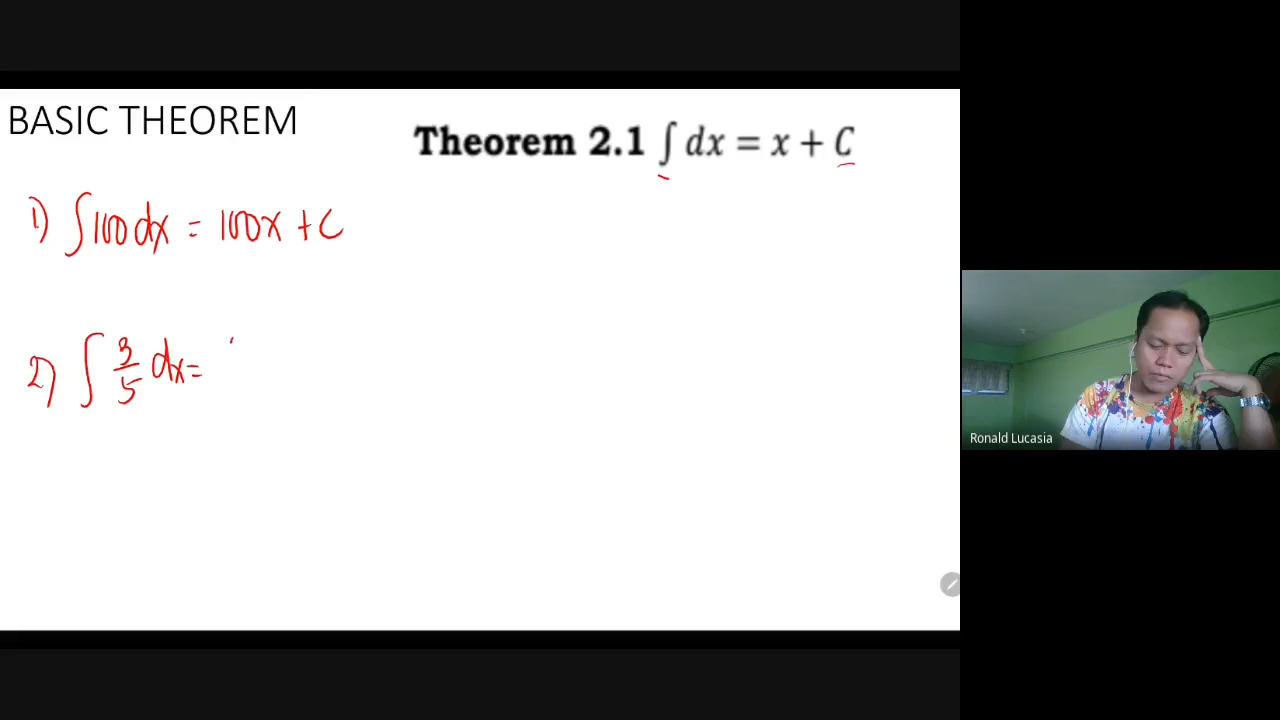 BASIC THEOREM
Theorem 2.1 ∫ dx = x + C
1) ∫ 100 dx = 100x + C
2) ∫ 3/5 dx =
Ronald Lucasia